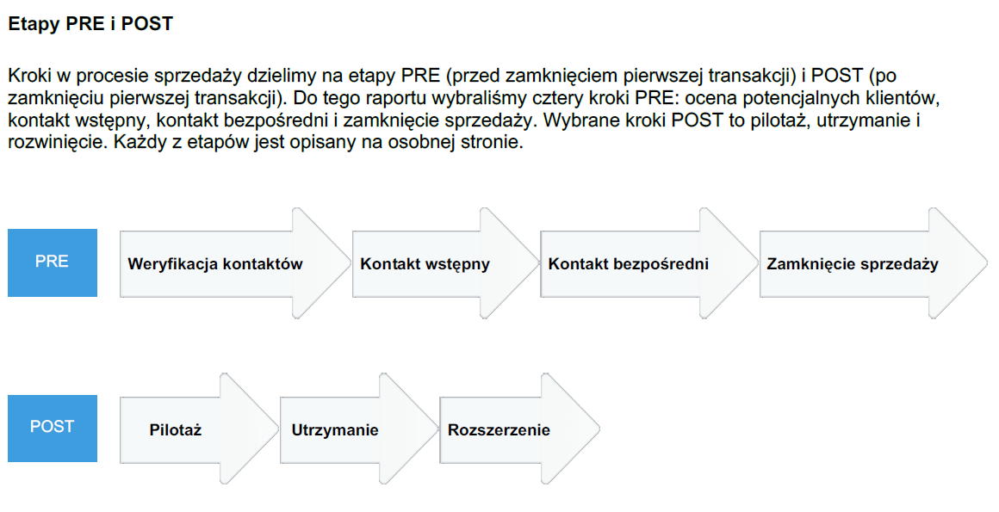 Etapy PRE i POST
Kroki w procesie sprzedaży dzielimy na etapy PRE (przed zamknięciem pierwszej transakcji) i POST (po
zamknięciu pierwszej transakcji). Do tego raportu wybraliśmy cztery kroki PRE: ocena potencjalnych klientów,
kontakt wstępny, kontakt bezpośredni i zamknięcie sprzedaży. Wybrane kroki POST to pilotaż, utrzymanie i
rozwinięcie. Każdy z etapów jest opisany na osobnej stronie.
PRE
Weryfikacja kontaktów
Kontakt wstępny
Kontakt bezpośredni
Zamknięcie sprzedaży
POST
Pilotaż
Utrzymanie
Rozszerzenie